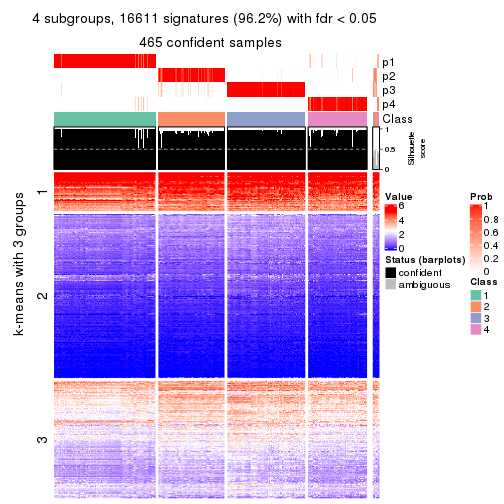 4 subgroups, 16611 signatures (96.2%) with fdr < 0.05
465 confident samples
p1
p2
p3
p4
Class
1
0.5
0
Silhouette
score
k-means with 3 groups
1
2
3
Value
6
4
2
0
Status (barplots)
confident
ambiguous
Prob
1
0.8
0.6
0.4
0.2
0
Class
1
2
3
4